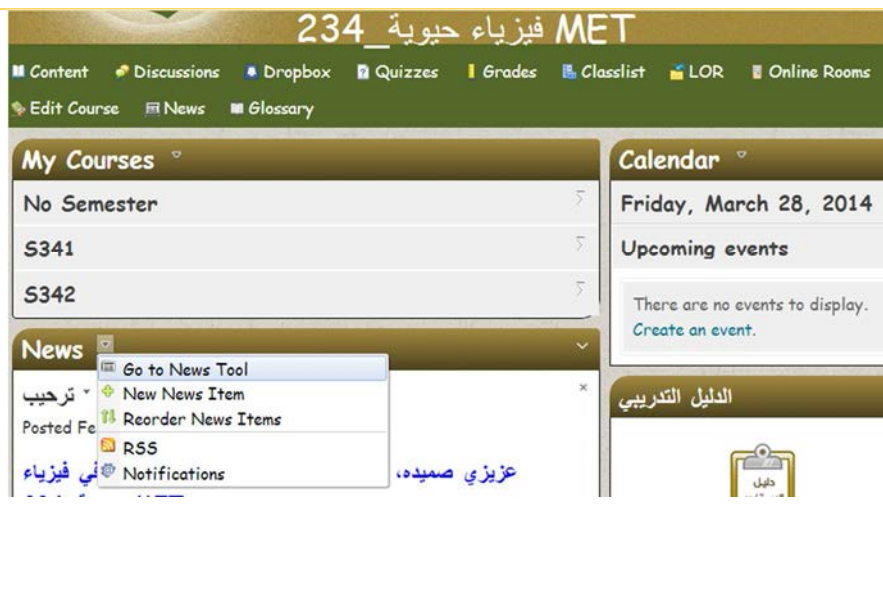 MET فيزياء حيوية_234
Content Discussions Dropbox Quizzes Grades Classlist LOR Online Rooms
Edit Course News Glossary
My Courses
No Semester
S341
S342
Calendar
Friday, March 28, 2014
Upcoming events
There are no events to display.
Create an event.
News
Go to News Tool
New News Item
Reorder News Items
RSS
Notifications
ترحيب
Posted Fe
عزيزي صميده، في فيزياء
الدليل التدريبي
دليل